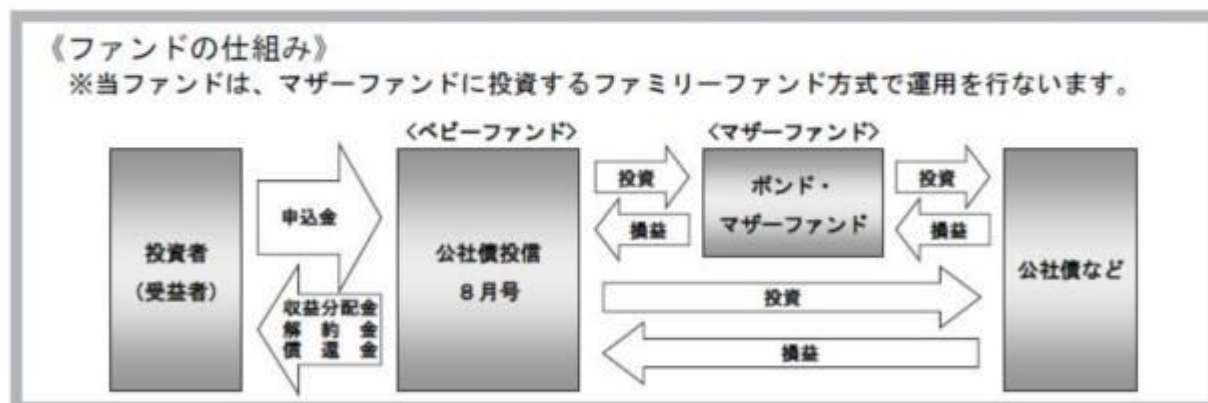 《ファンドの仕組み》
※当ファンドは、マザーファンドに投資するファミリーファンド方式で運用を行ないます。
〈ベビーファンド〉
〈マザーファンド〉
投資者
(受益者)
申込金
収益分配金
解約金
償還金
公社債投信
8月号
投資
損益
ボンド・
マザーファンド
投資
損益
投資
損益
公社債など